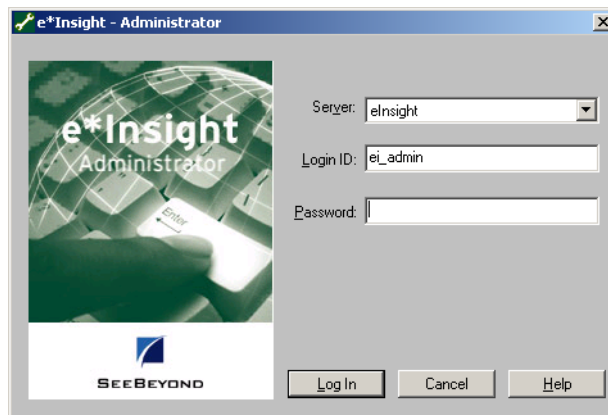 e*Insight - Administrator
e*Insight
Administrator
Enter
SEEBEYOND
Server: eInsight
Login ID: ei_admin
Password:
Log In Cancel Help